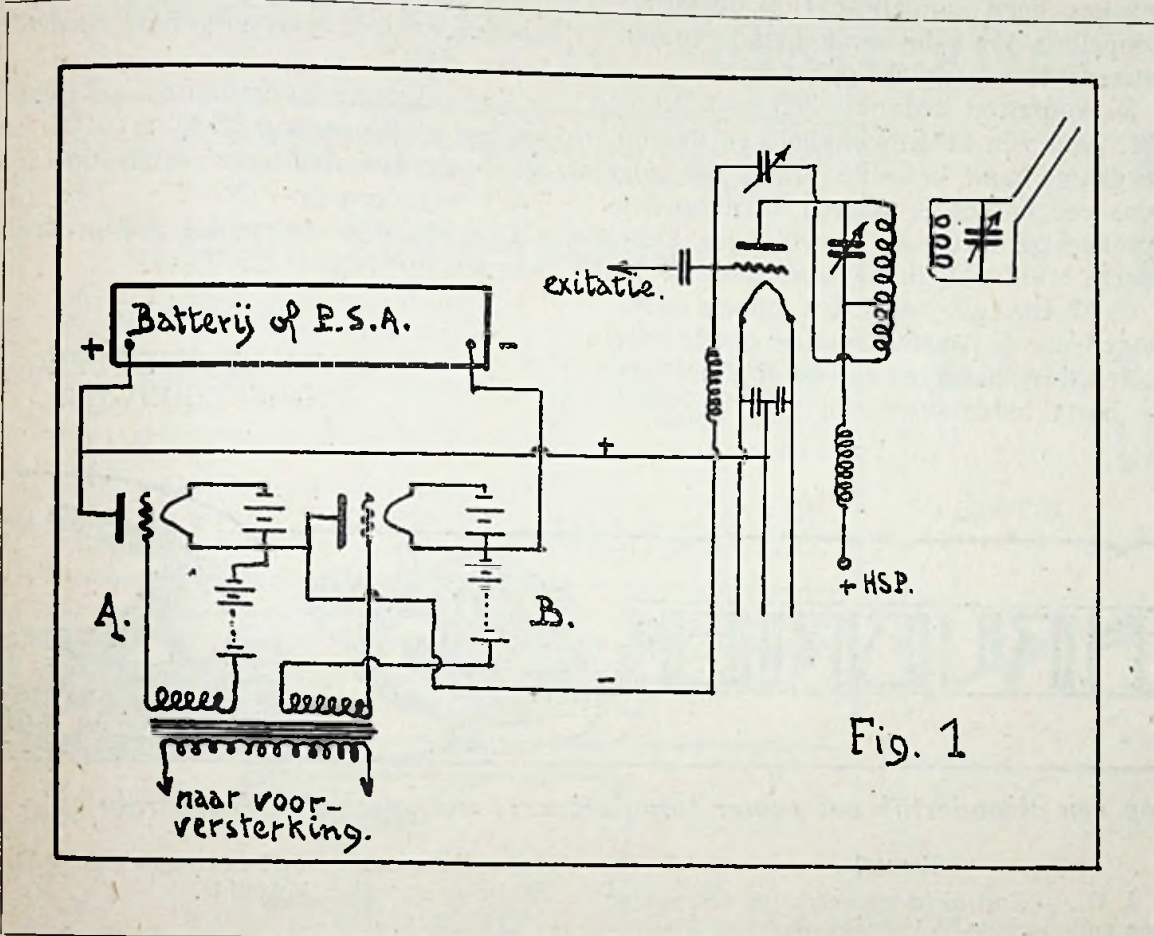 exitatie.
Batterij of P.S.A.
+ -
+
A.
B.
+ HSP.
-
Fig. 1
naar voor-
versterking.